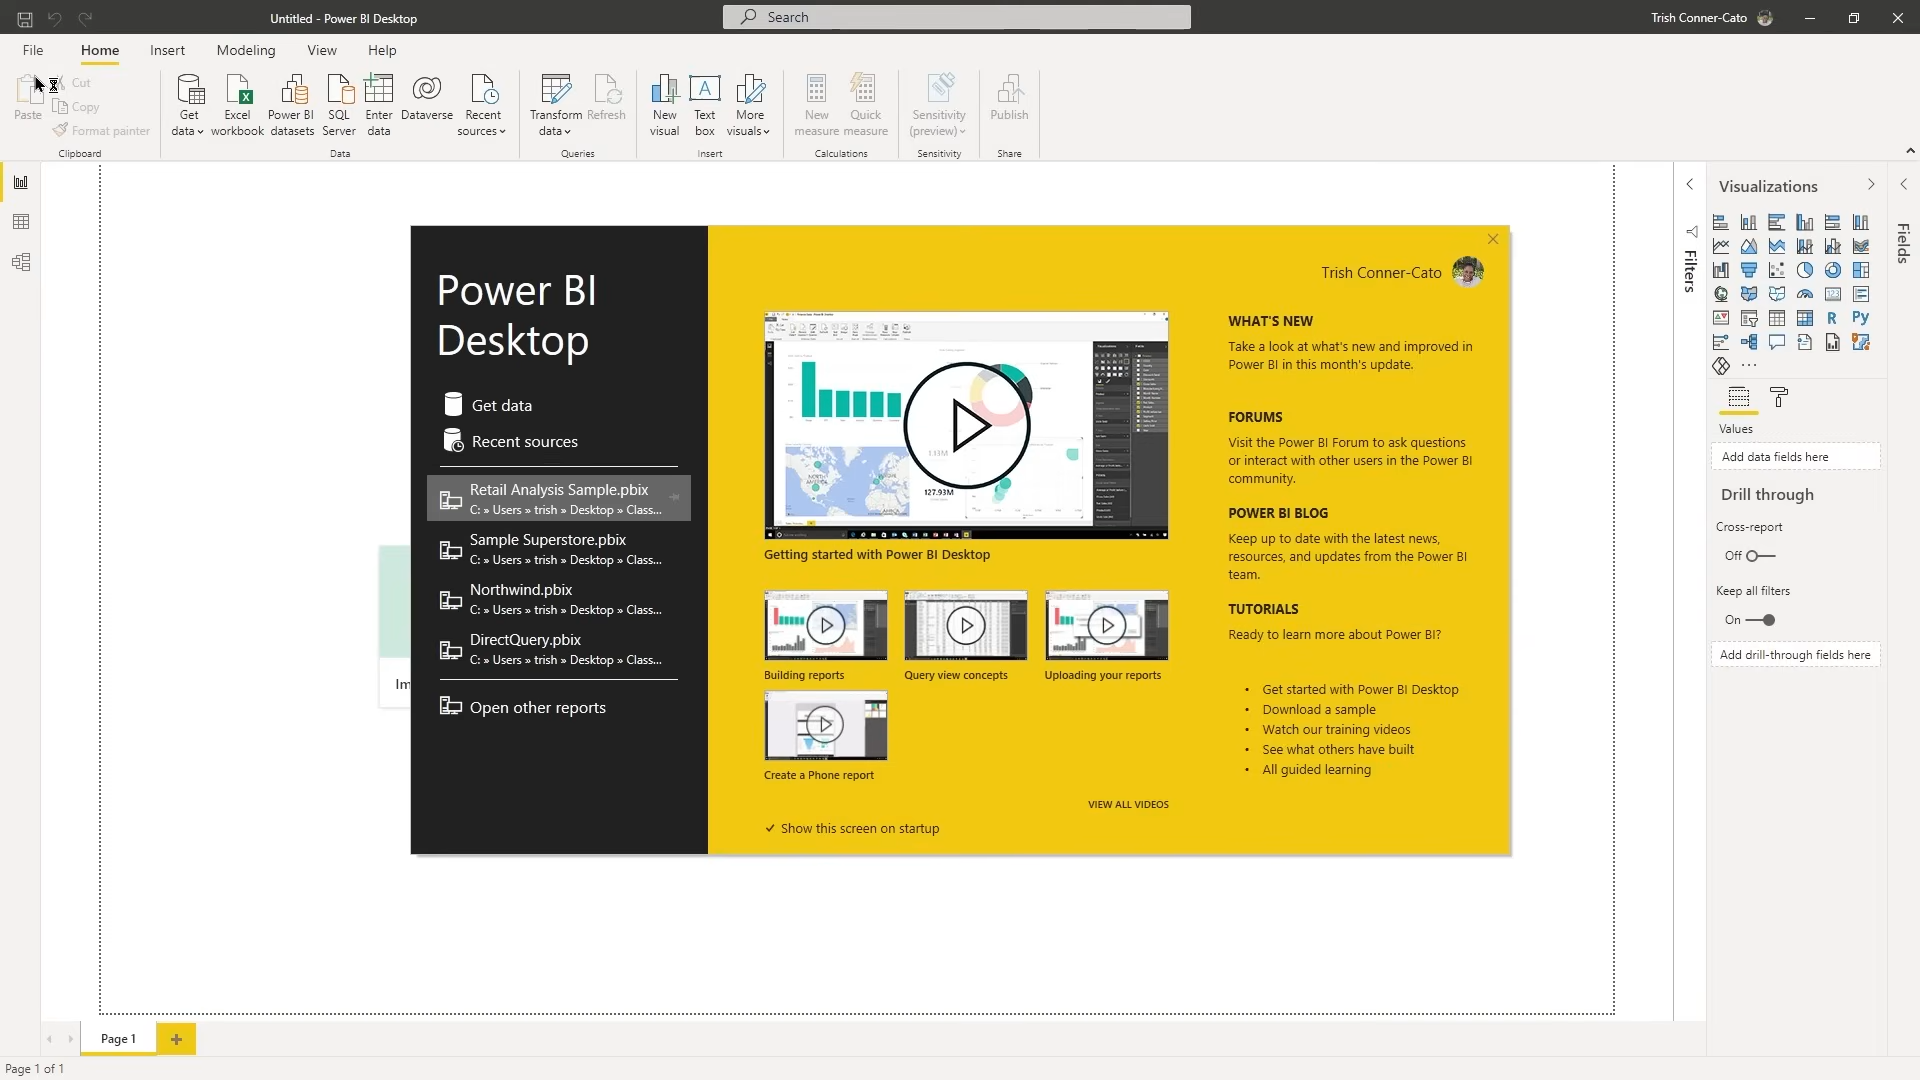 Untitled - Power BI Desktop
Search
Trish Conner-Cato
File Home Insert Modeling View Help
Paste
Cut
Copy
Format painter
Clipboard
Get data
Excel workbook
Power BI datasets
SQL Server
Enter data
Dataverse
Recent sources
Data
Transform data
Refresh
Queries
New visual
Text box
More visuals
Insert
New measure
Quick measure
Calculations
Sensitivity (preview)
Sensitivity
Publish
Share
Power BI
Desktop
Get data
Recent sources
Retail Analysis Sample.pbix
C: » Users » trish » Desktop » Class...
Sample Superstore.pbix
C: » Users » trish » Desktop » Class...
Northwind.pbix
C: » Users » trish » Desktop » Class...
DirectQuery.pbix
C: » Users » trish » Desktop » Class...
Open other reports
Im
Trish Conner-Cato
127.93M
Getting started with Power BI Desktop
Building reports
Query view concepts
Uploading your reports
Create a Phone report
VIEW ALL VIDEOS
Show this screen on startup
WHAT'S NEW
Take a look at what's new and improved in
Power BI in this month's update.
FORUMS
Visit the Power BI Forum to ask questions
or interact with other users in the Power BI
community.
POWER BI BLOG
Keep up to date with the latest news,
resources, and updates from the Power BI
team.
TUTORIALS
Ready to learn more about Power BI?
• Get started with Power BI Desktop
• Download a sample
• Watch our training videos
• See what others have built
• All guided learning
Filters
Visualizations
R
Py
123
Values
Add data fields here
Drill through
Cross-report
Off
Keep all filters
On
Add drill-through fields here
Fields
Page 1
Page 1 of 1